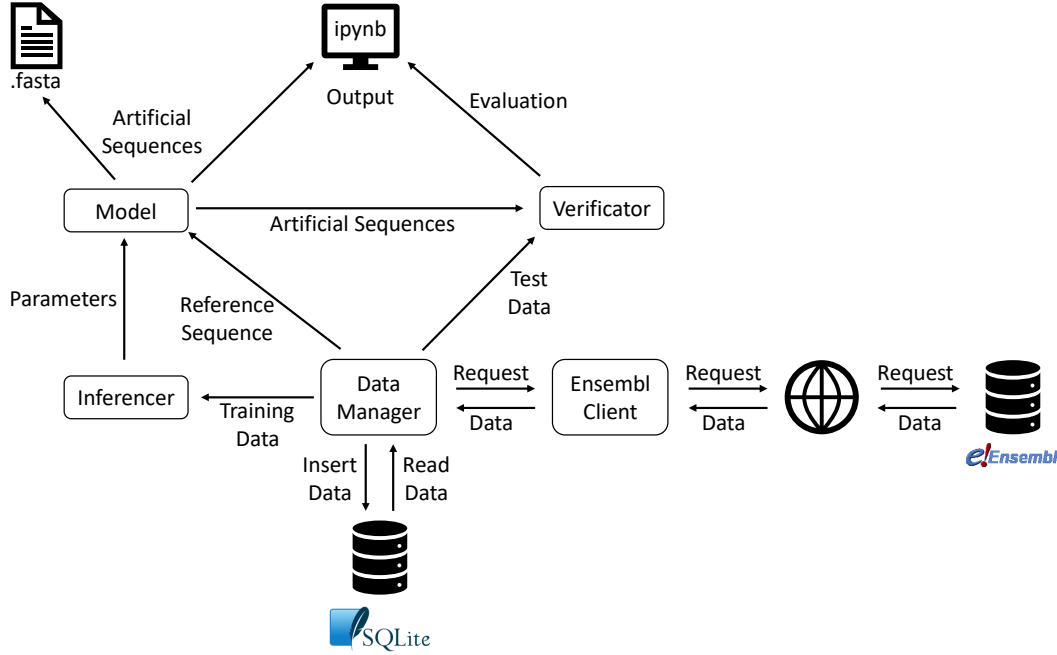 ipynb
.fasta
Output
Evaluation
Artificial
Sequences
Model
Artificial Sequences
Verificator
Parameters
Reference
Sequence
Test
Data
Inferencer
Training
Data
Data
Manager
Request
Data
Ensembl
Client
Request
Data
Request
Data
e!Ensembl
Insert
Data
Read
Data
SQLite